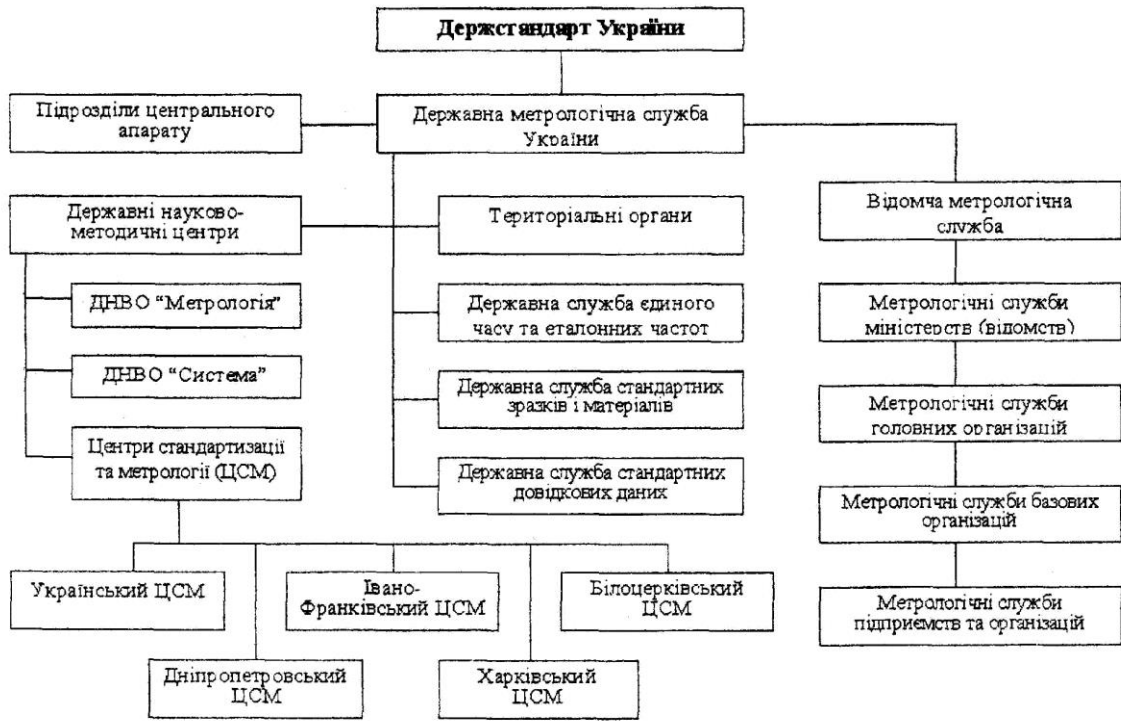 Держстандарт України
Підрозділи центрального
апарату
Державна метрологічна служба
України
Державні науково-
методичні центри
Територіальні органи
Відомча метрологічна
служба
ДНВО “Метрологія”
Державна служба єдиного
часу та еталонних частот
Метрологічні служби
міністерств (відомств)
ДНВО “Система”
Державна служба стандартних
зразків і матеріалів
Метрологічні служби
головних організацій
Центри стандартизації
та метрології (ЦСМ)
Державна служба стандартних
довідкових даних
Метрологічні служби базових
організацій
Український ЦСМ
Івано-
Франківський ЦСМ
Білоцерківський
ЦСМ
Метрологічні служби
підприємств та організацій
Дніпропетровський
ЦСМ
Харківський
ЦСМ